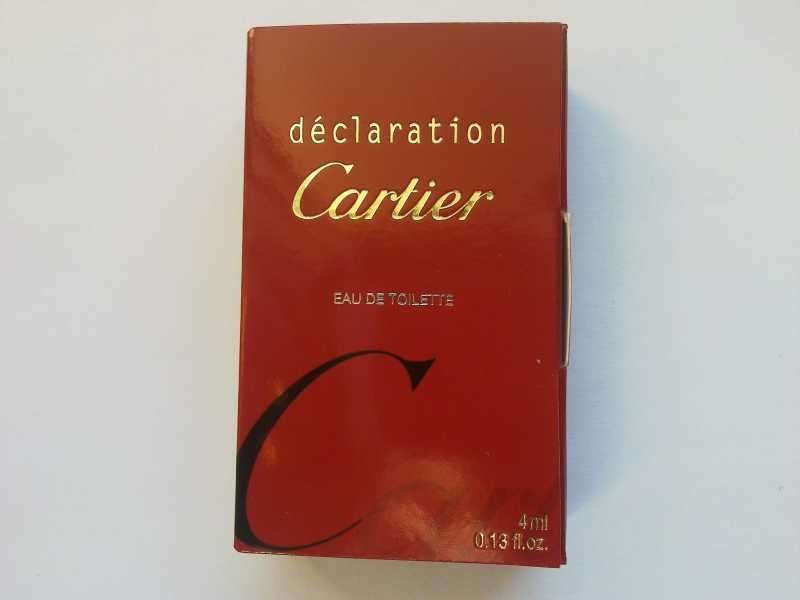 déclaration
Cartier
EAU DE TOILETTE
C
4 ml
0.13 fl.oz.